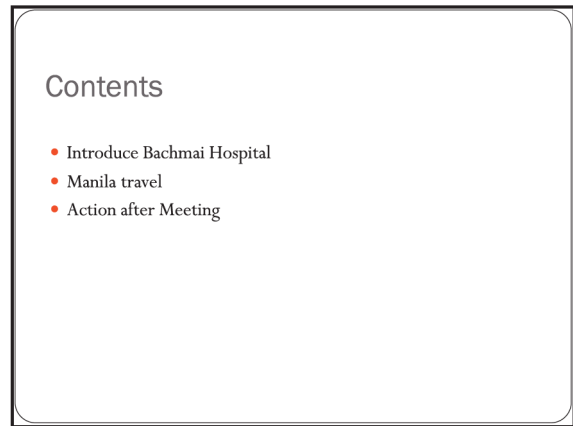 Contents
Introduce Bachmai Hospital
Manila travel
Action after Meeting